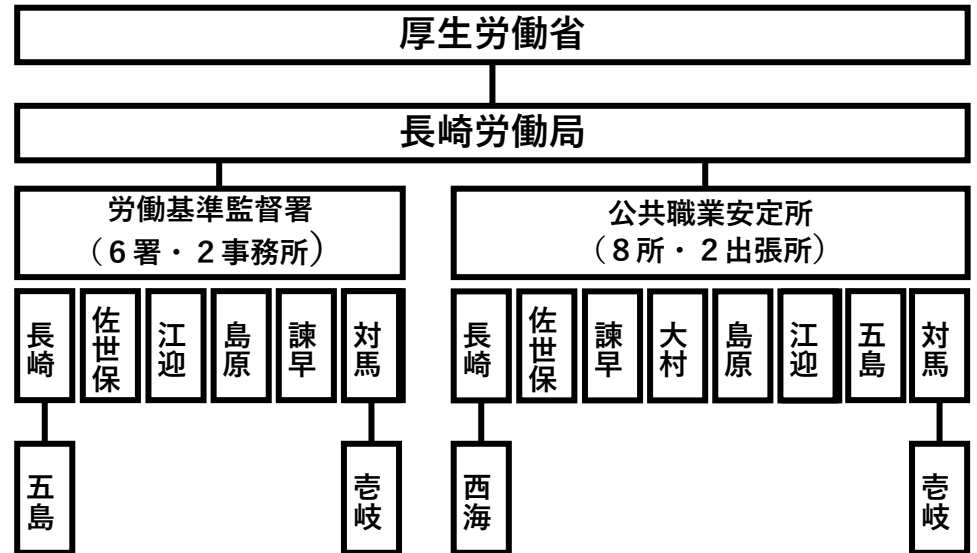 厚生労働省
長崎労働局
労働基準監督署
（６署・２事務所）
公共職業安定所
（８所・２出張所）
長崎
佐世保
江迎
島原
諫早
対馬
長崎
佐世保
諫早
大村
島原
江迎
五島
対馬
五島
壱岐
西海
壱岐